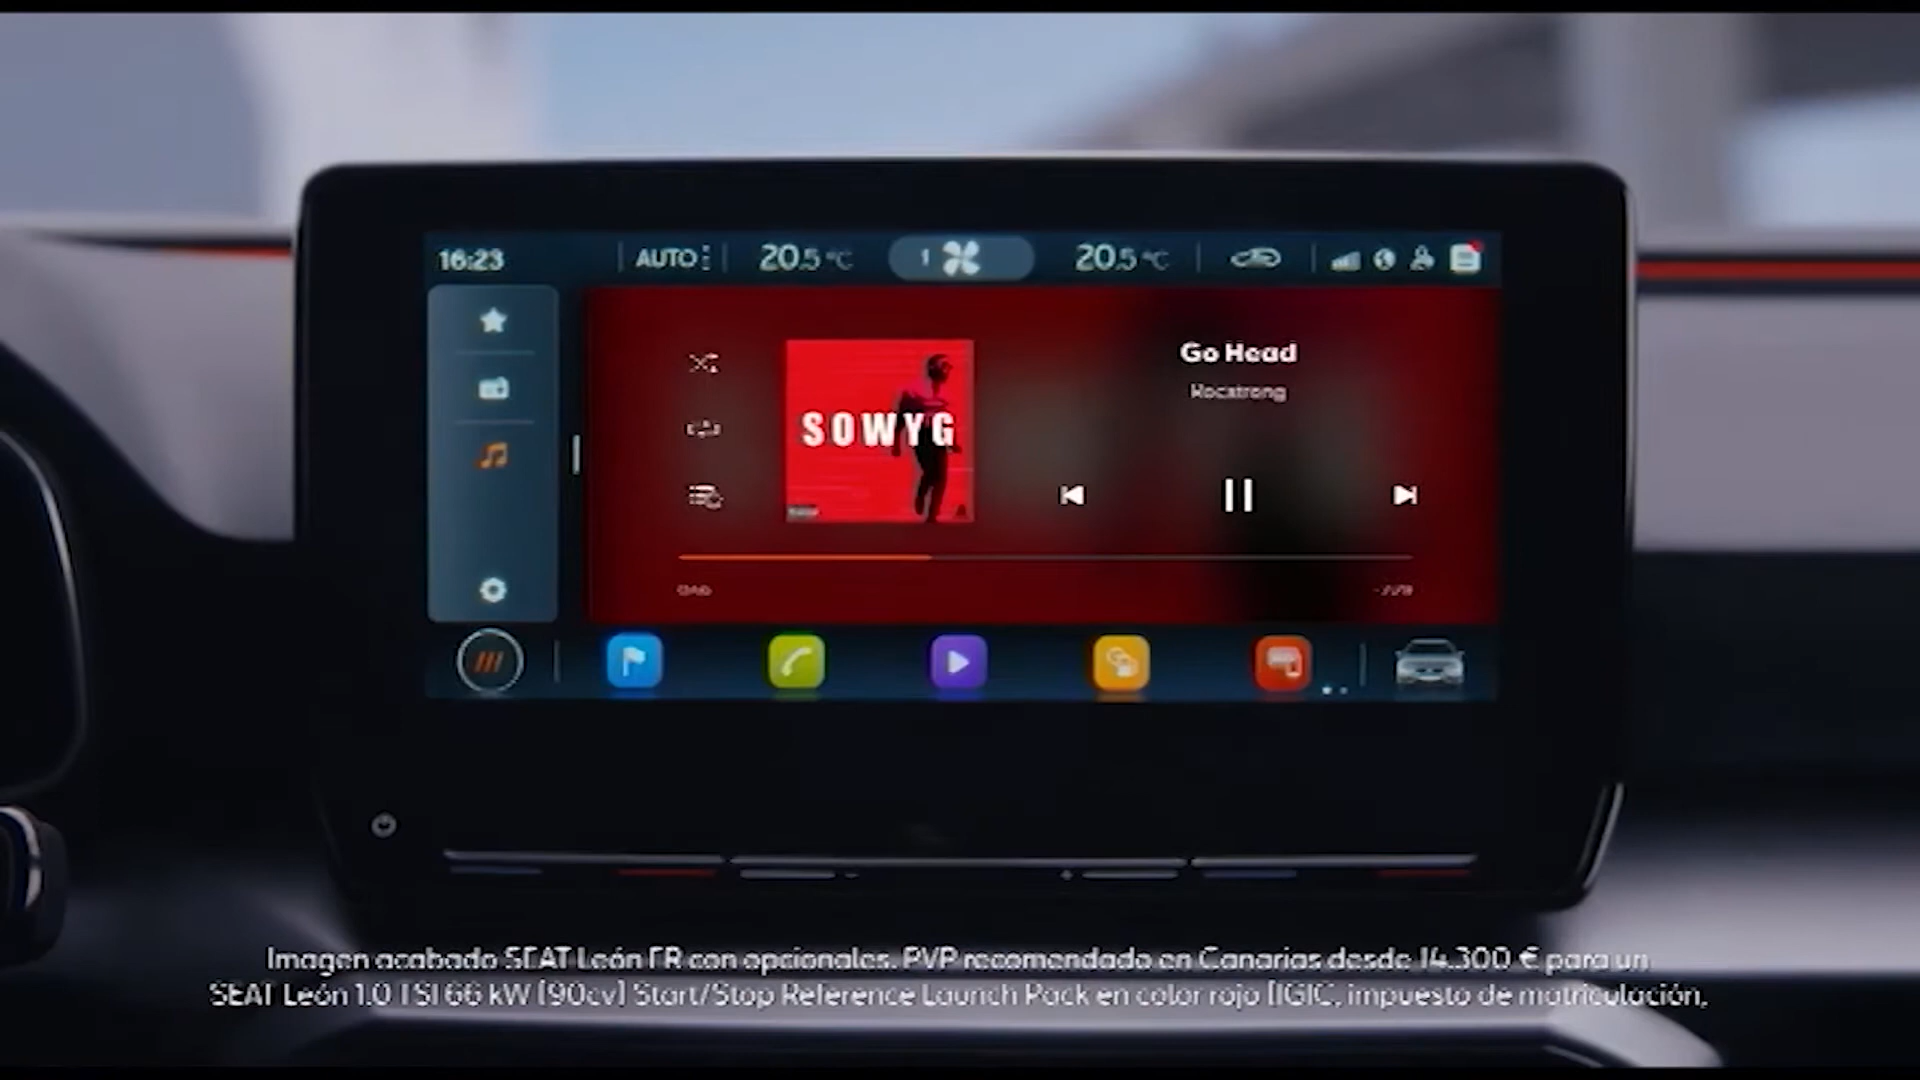 16:23 AUTO 20.5 °C 1 20.5 °C
Go Head
SOWYG
Imagen acabado SEAT León FR con opcionales. PVP recomendado en Canarias desde 14.300 € para un
SEAT León 1.0 TSI 66 kW [90cv] Start/Stop Reference Launch Pack en color rojo [IGIC, impuesto de matriculación,